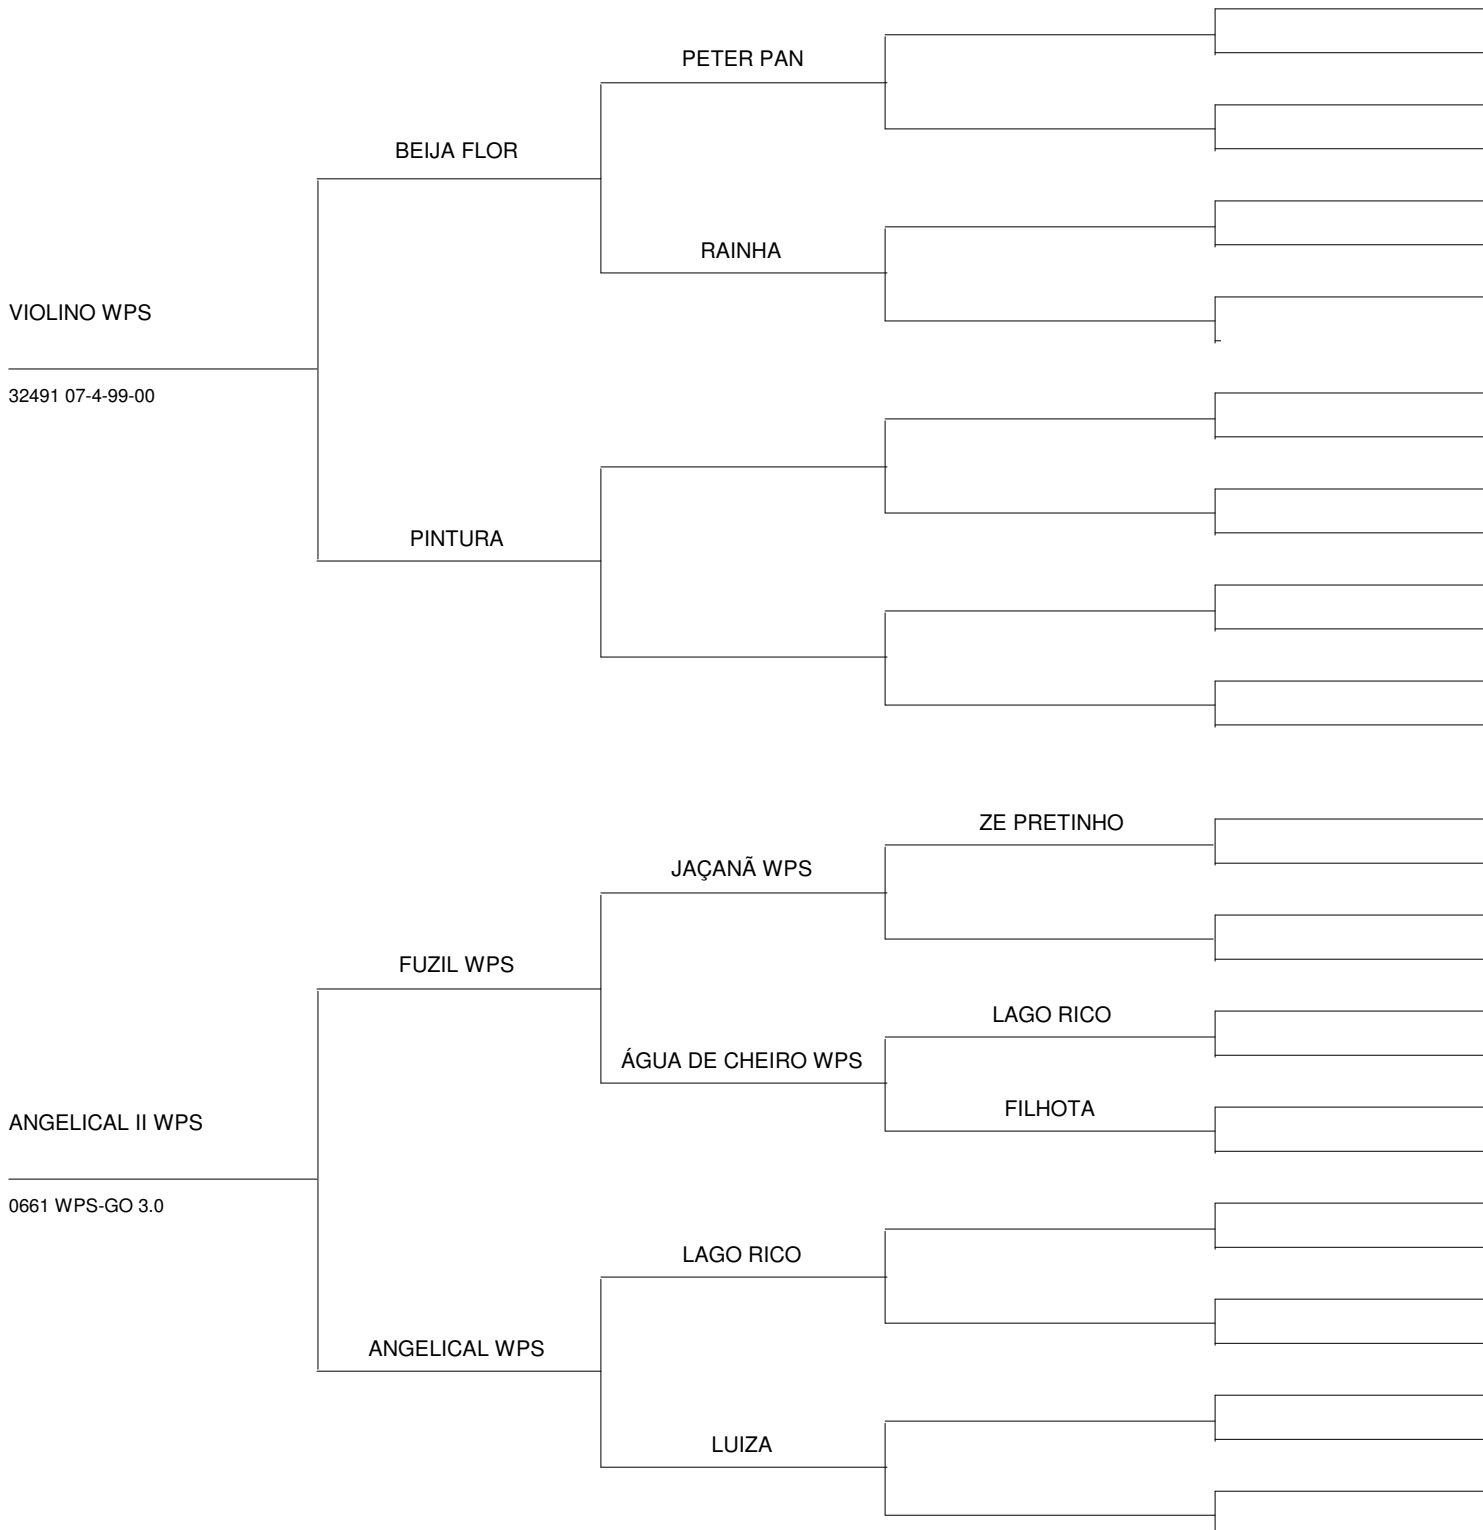 PETER PAN
BEIJA FLOR
RAINHA
VIOLINO WPS
32491 07-4-99-00
PINTURA
ZE PRETINHO
JAÇANÃ WPS
FUZIL WPS
LAGO RICO
ÁGUA DE CHEIRO WPS
FILHOTA
ANGELICAL II WPS
0661 WPS-GO 3.0
LAGO RICO
ANGELICAL WPS
LUIZA